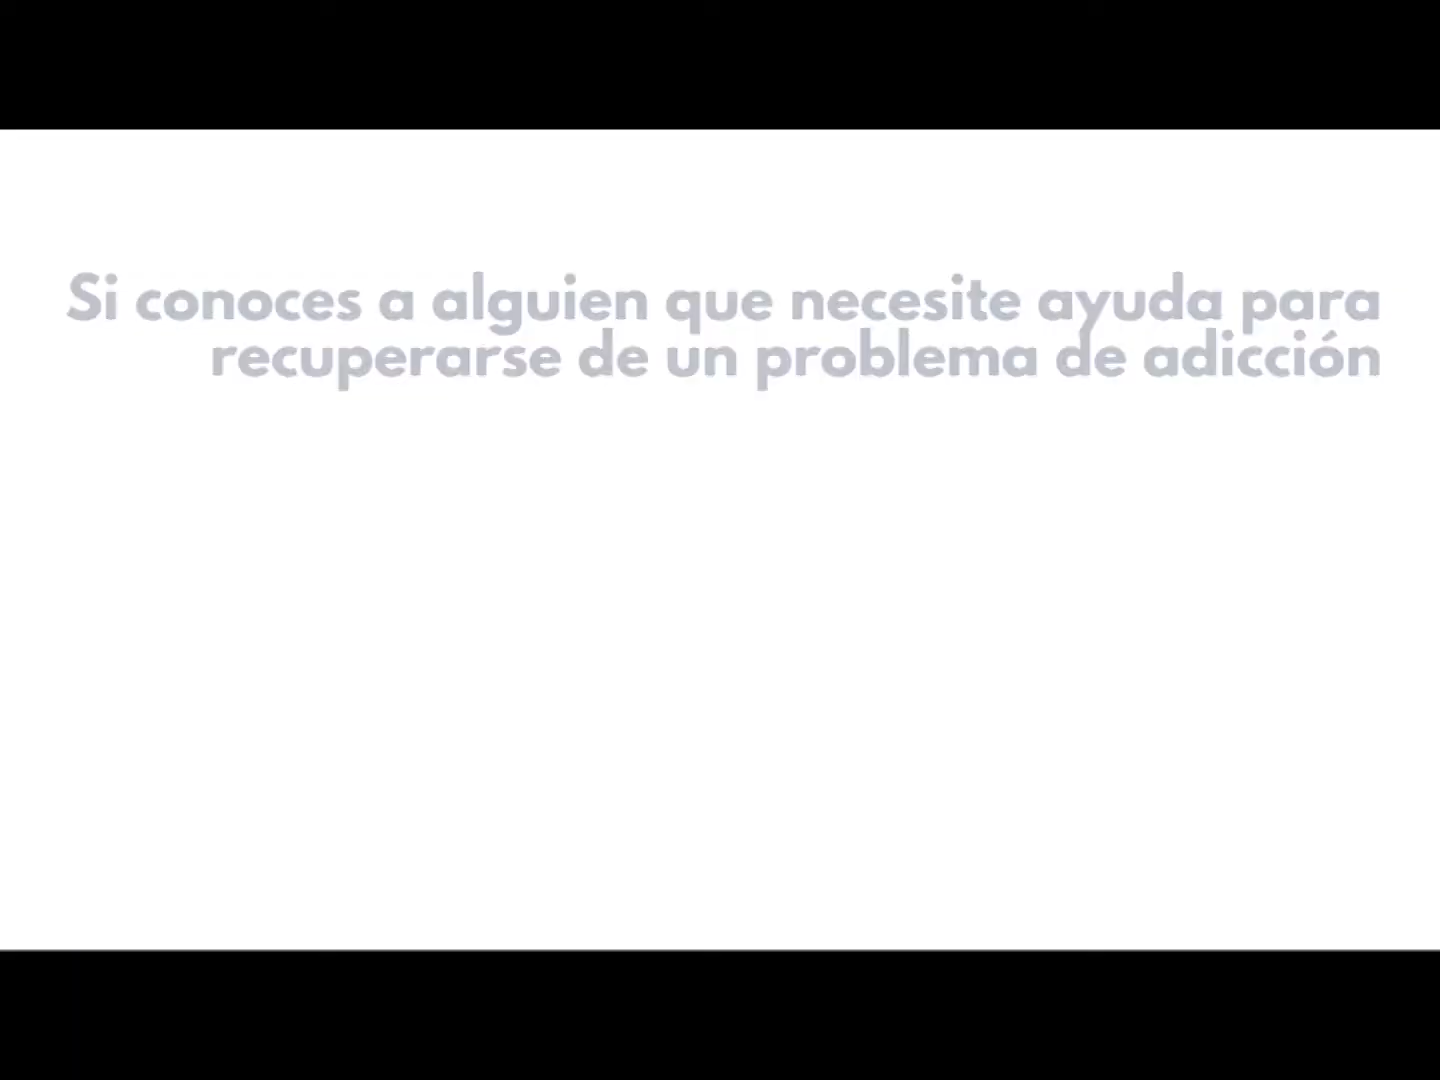 Si conoces a alguien que necesite ayuda para
recuperarse de un problema de adicción